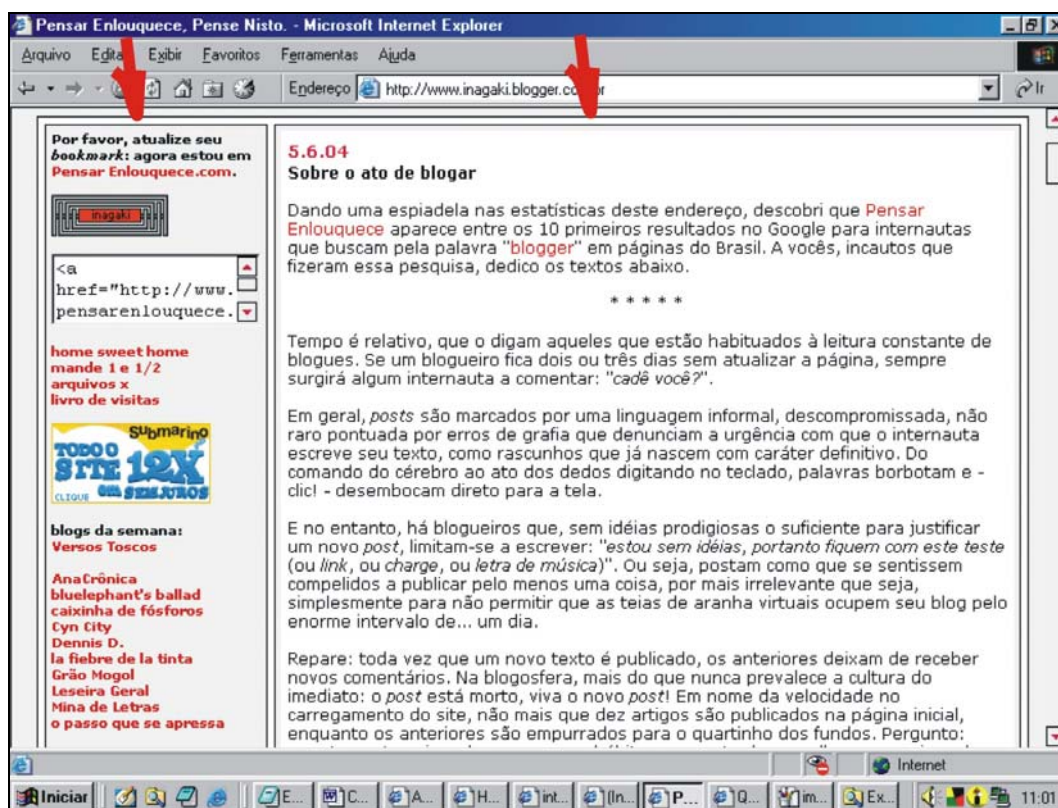 Pensar Enlouquece, Pense Nisto. - Microsoft Internet Explorer
Arquivo Exibir Favoritos Ferramentas Ajuda
Endereço http://www.inagaki.blogger.co
Ir
Por favor, atualize seu
bookmark: agora estou em
Pensar Enlouquece.com.
inagaki
<a
href="http://www.
pensarenlouquece.
home sweet home
mande 1 e 1/2
arquivos x
livro de visitas
Submarino
TODO O
SITE 12X
CLIQUE em SEM JUROS
blogs da semana:
Versos Toscos
AnaCrônica
bluelephant's ballad
caixinha de fósforos
Cyn City
Dennis D.
la fiebre de la tinta
Grão Mogol
Leseira Geral
Mina de Letras
o passo que se apressa
5.6.04
Sobre o ato de blogar
Dando uma espiadela nas estatísticas deste endereço, descobri que Pensar
Enlouquece aparece entre os 10 primeiros resultados no Google para internautas
que buscam pela palavra "blogger" em páginas do Brasil. A vocês, incautos que
fizeram essa pesquisa, dedico os textos abaixo.
* * * * *
Tempo é relativo, que o digam aqueles que estão habituados à leitura constante de
blogues. Se um blogueiro fica dois ou três dias sem atualizar a página, sempre
surgirá algum internauta a comentar: "cadê você?".
Em geral, posts são marcados por uma linguagem informal, descompromissada, não
raro pontuada por erros de grafia que denunciam a urgência com que o internauta
escreve seu texto, como rascunhos que já nascem com caráter definitivo. Do
comando do cérebro ao ato dos dedos digitando no teclado, palavras borbotam e -
clic! - desembocam direto para a tela.
E no entanto, há blogueiros que, sem idéias prodigiosas o suficiente para justificar
um novo post, limitam-se a escrever: "estou sem idéias, portanto fiquem com este teste
(ou link, ou charge, ou letra de música)". Ou seja, postam como que se sentissem
compelidos a publicar pelo menos uma coisa, por mais irrelevante que seja,
simplesmente para não permitir que as teias de aranha virtuais ocupem seu blog pelo
enorme intervalo de... um dia.
Repare: toda vez que um novo texto é publicado, os anteriores deixam de receber
novos comentários. Na blogosfera, mais do que nunca prevalece a cultura do
imediato: o post está morto, viva o novo post! Em nome da velocidade no
carregamento do site, não mais que dez artigos são publicados na página inicial,
enquanto os anteriores são empurrados para o quartinho dos fundos. Pergunto:
Internet
Iniciar E... C... A... H... int... (In... P... Q... im... Ex... 11:01